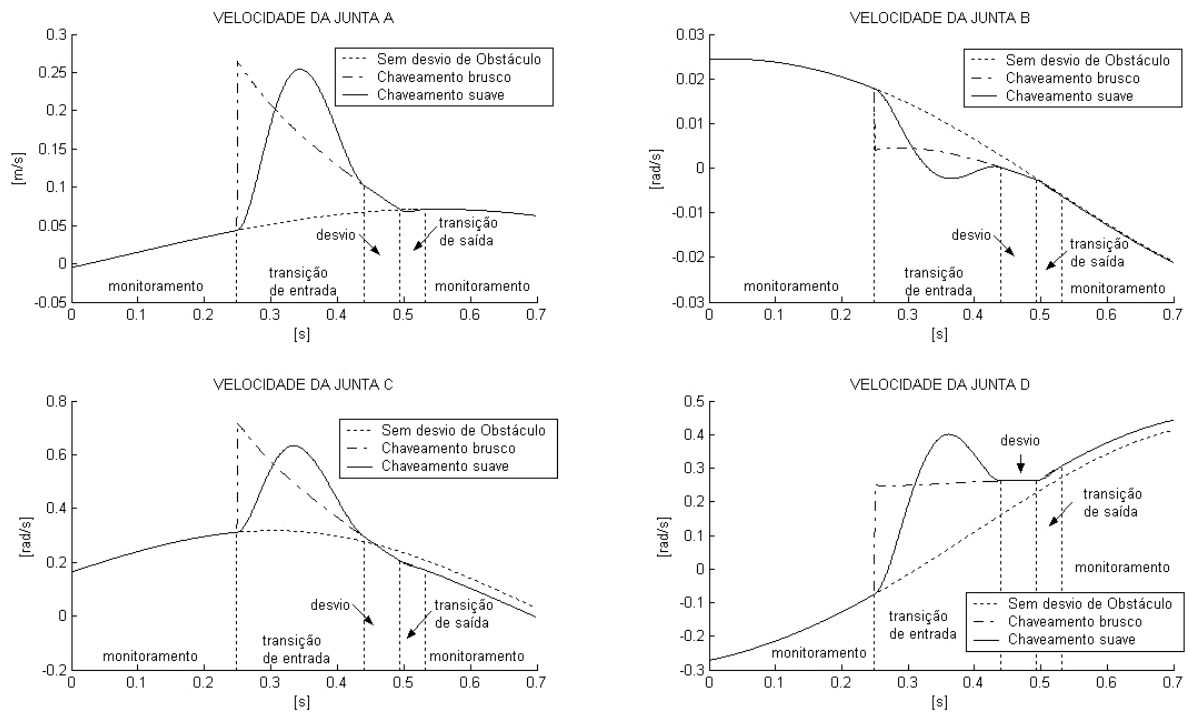 VELOCIDADE DA JUNTA A
0.3
0.25
0.2
0.15
0.1
0.05
0
-0.05
[m/s]
Sem desvio de Obstáculo
Chaveamento brusco
Chaveamento suave
desvio
transição
de saída
monitoramento
transição
de entrada
monitoramento
0 0.1 0.2 0.3 0.4 0.5 0.6 0.7
[s]
VELOCIDADE DA JUNTA B
0.03
0.02
0.01
0
-0.01
-0.02
-0.03
[rad/s]
Sem desvio de Obstáculo
Chaveamento brusco
Chaveamento suave
desvio
transição
de saída
monitoramento
transição
de entrada
monitoramento
0 0.1 0.2 0.3 0.4 0.5 0.6 0.7
[s]
VELOCIDADE DA JUNTA C
0.8
0.6
0.4
0.2
0
-0.2
[rad/s]
Sem desvio de Obstáculo
Chaveamento brusco
Chaveamento suave
desvio
transição
de saída
monitoramento
transição
de entrada
monitoramento
0 0.1 0.2 0.3 0.4 0.5 0.6 0.7
[s]
VELOCIDADE DA JUNTA D
0.5
0.4
0.3
0.2
0.1
0
-0.1
-0.2
-0.3
[rad/s]
desvio
transição
de saída
monitoramento
Sem desvio de Obstáculo
Chaveamento brusco
Chaveamento suave
monitoramento
transição
de entrada
0 0.1 0.2 0.3 0.4 0.5 0.6 0.7
[s]